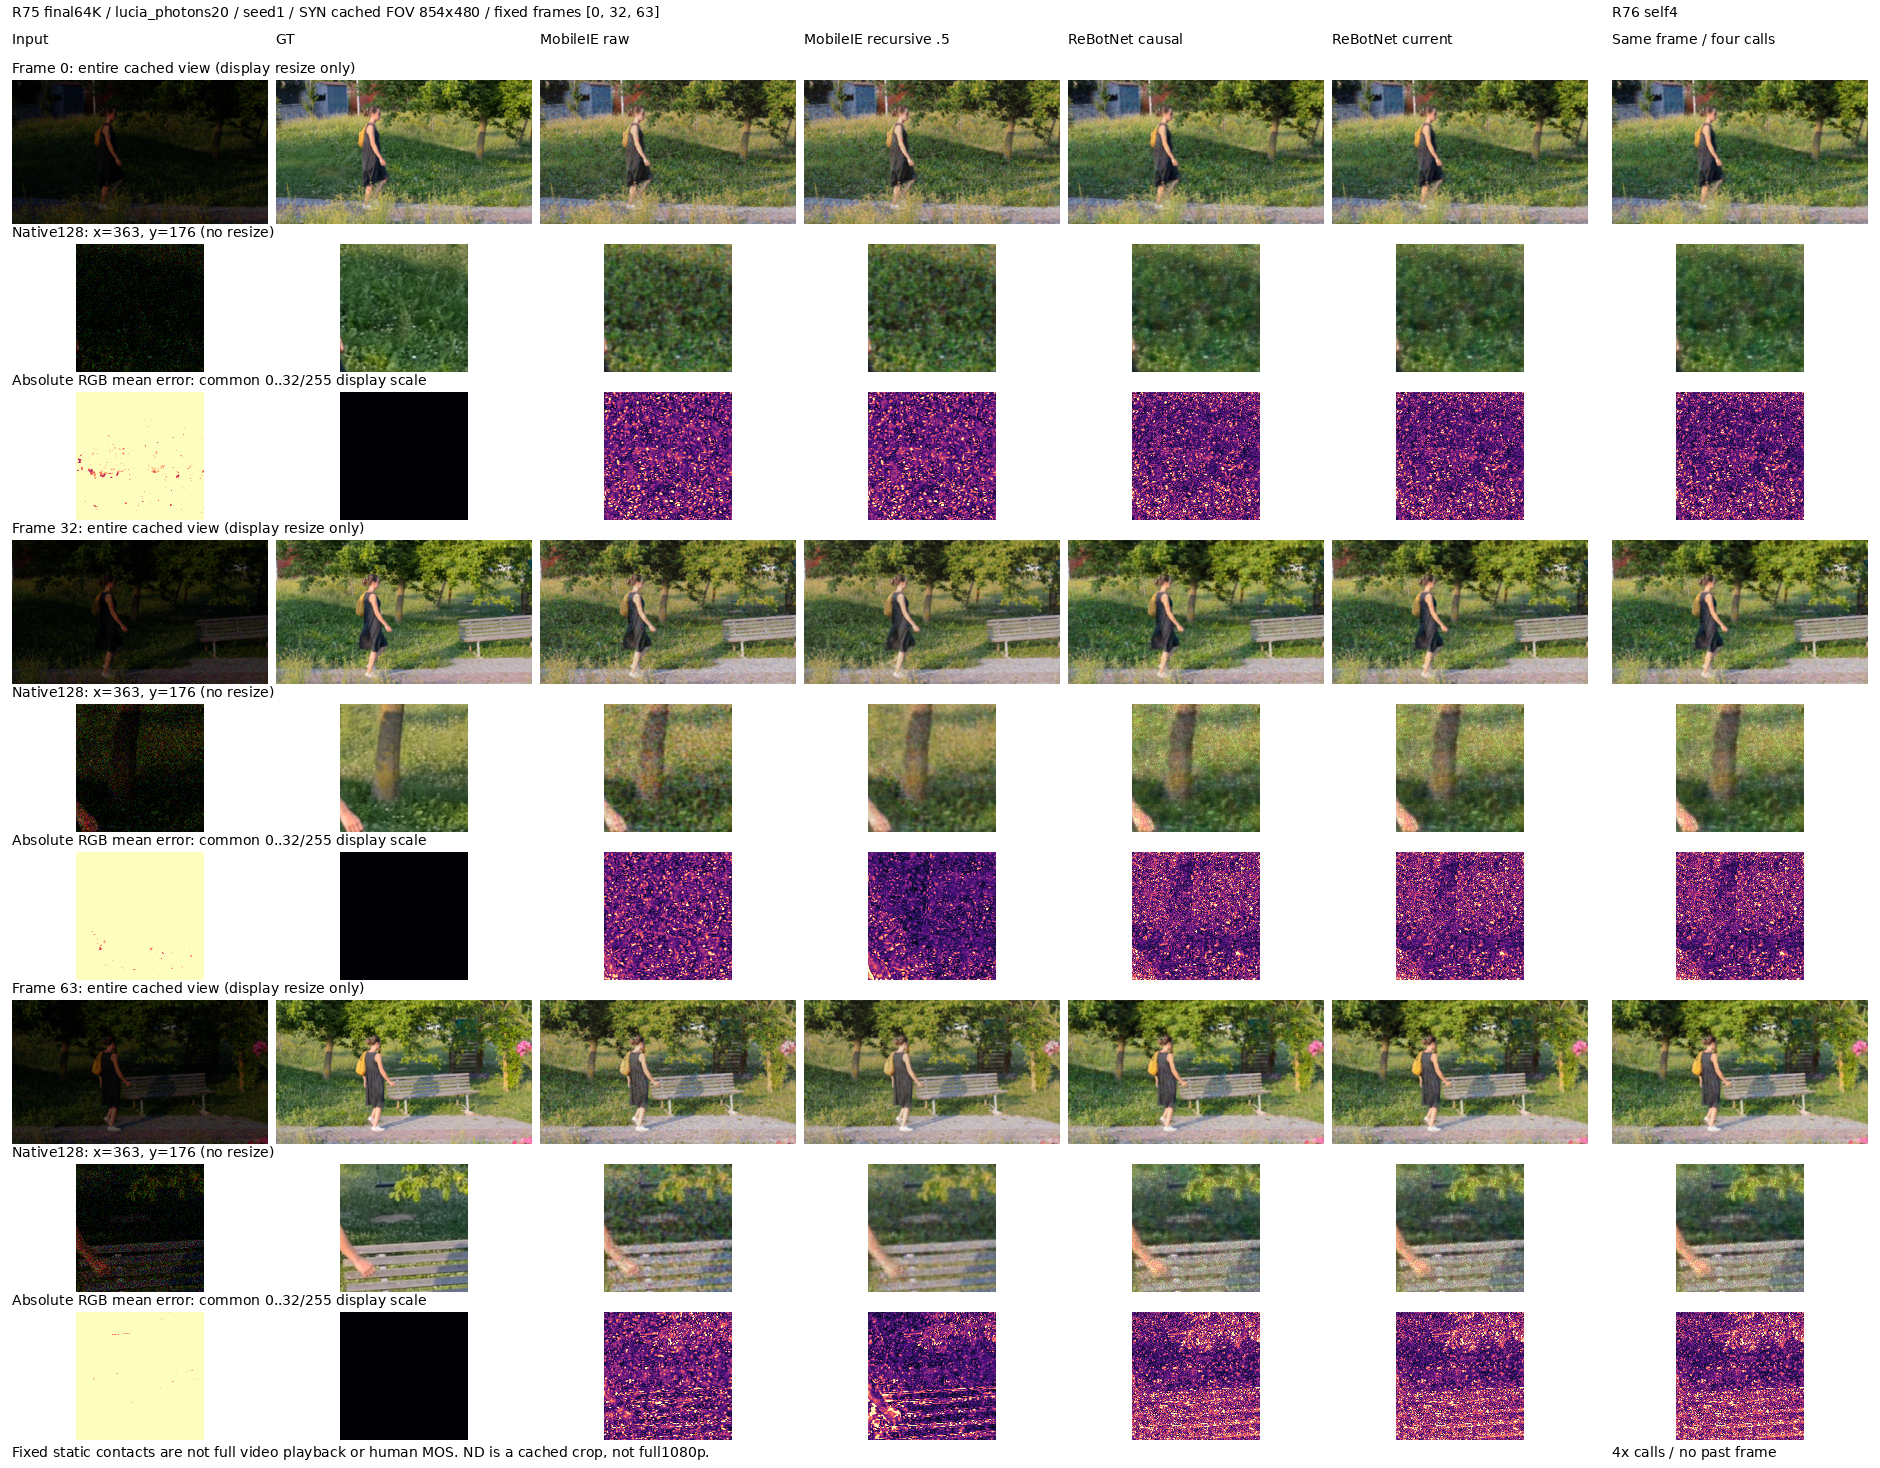 R75 final64K / lucia_photons20 / seed1 / SYN cached FOV 854x480 / fixed frames [0, 32, 63]
R76 self4
Input
GT
MobileIE raw
MobileIE recursive .5
ReBotNet causal
ReBotNet current
Same frame / four calls
Frame 0: entire cached view (display resize only)
Native128: x=363, y=176 (no resize)
Absolute RGB mean error: common 0..32/255 display scale
Frame 32: entire cached view (display resize only)
Native128: x=363, y=176 (no resize)
Absolute RGB mean error: common 0..32/255 display scale
Frame 63: entire cached view (display resize only)
Native128: x=363, y=176 (no resize)
Absolute RGB mean error: common 0..32/255 display scale
Fixed static contacts are not full video playback or human MOS. ND is a cached crop, not full1080p.
4x calls / no past frame